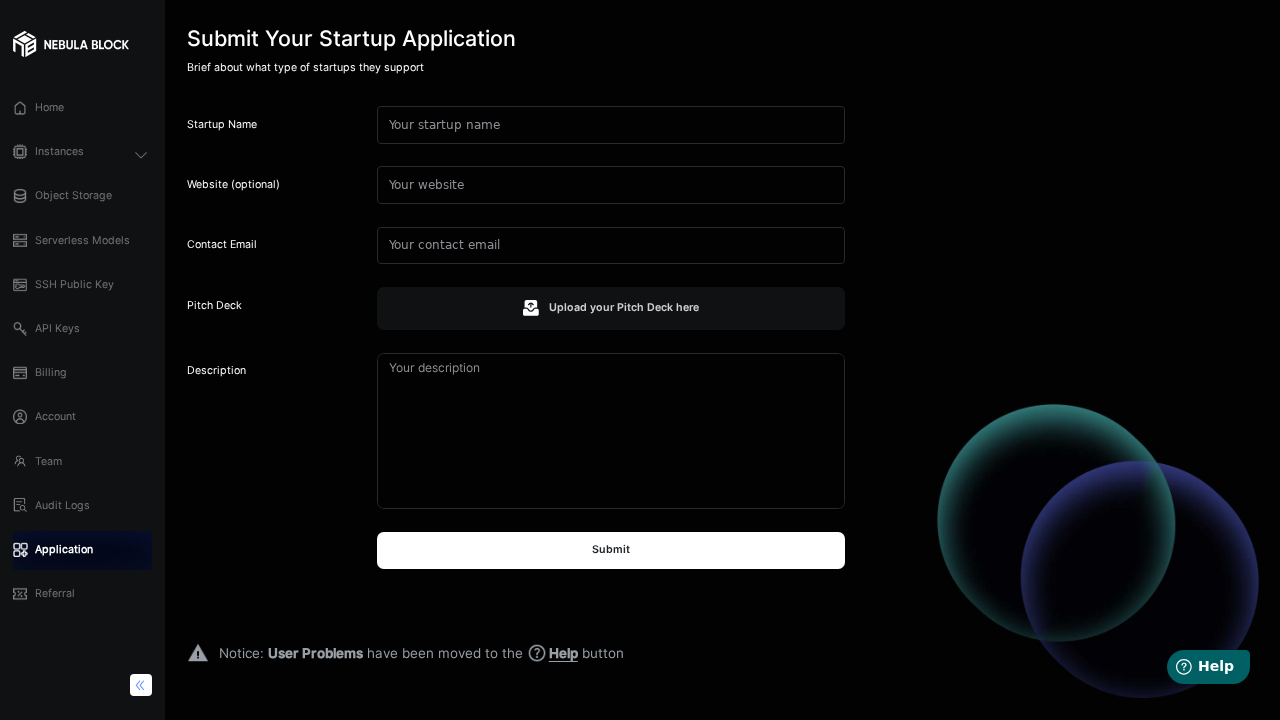 NEBULA BLOCK
Home
Instances
Object Storage
Serverless Models
SSH Public Key
API Keys
Billing
Account
Team
Audit Logs
Application
Referral
Submit Your Startup Application
Brief about what type of startups they support
Startup Name
Your startup name
Website (optional)
Your website
Contact Email
Your contact email
Pitch Deck
Upload your Pitch Deck here
Description
Your description
Submit
Notice: User Problems have been moved to the Help button
Help